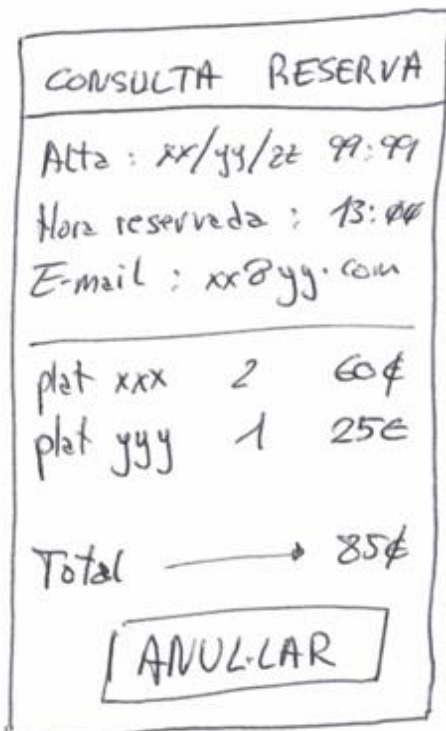 CONSULTA RESERVA
Alta : xx/yy/zz 99:99
Hora reservada : 13:00
E-mail : xx@yy.com
plat xxx 2 60€
plat yyy 1 25€
Total → 85€
ANUL·LAR